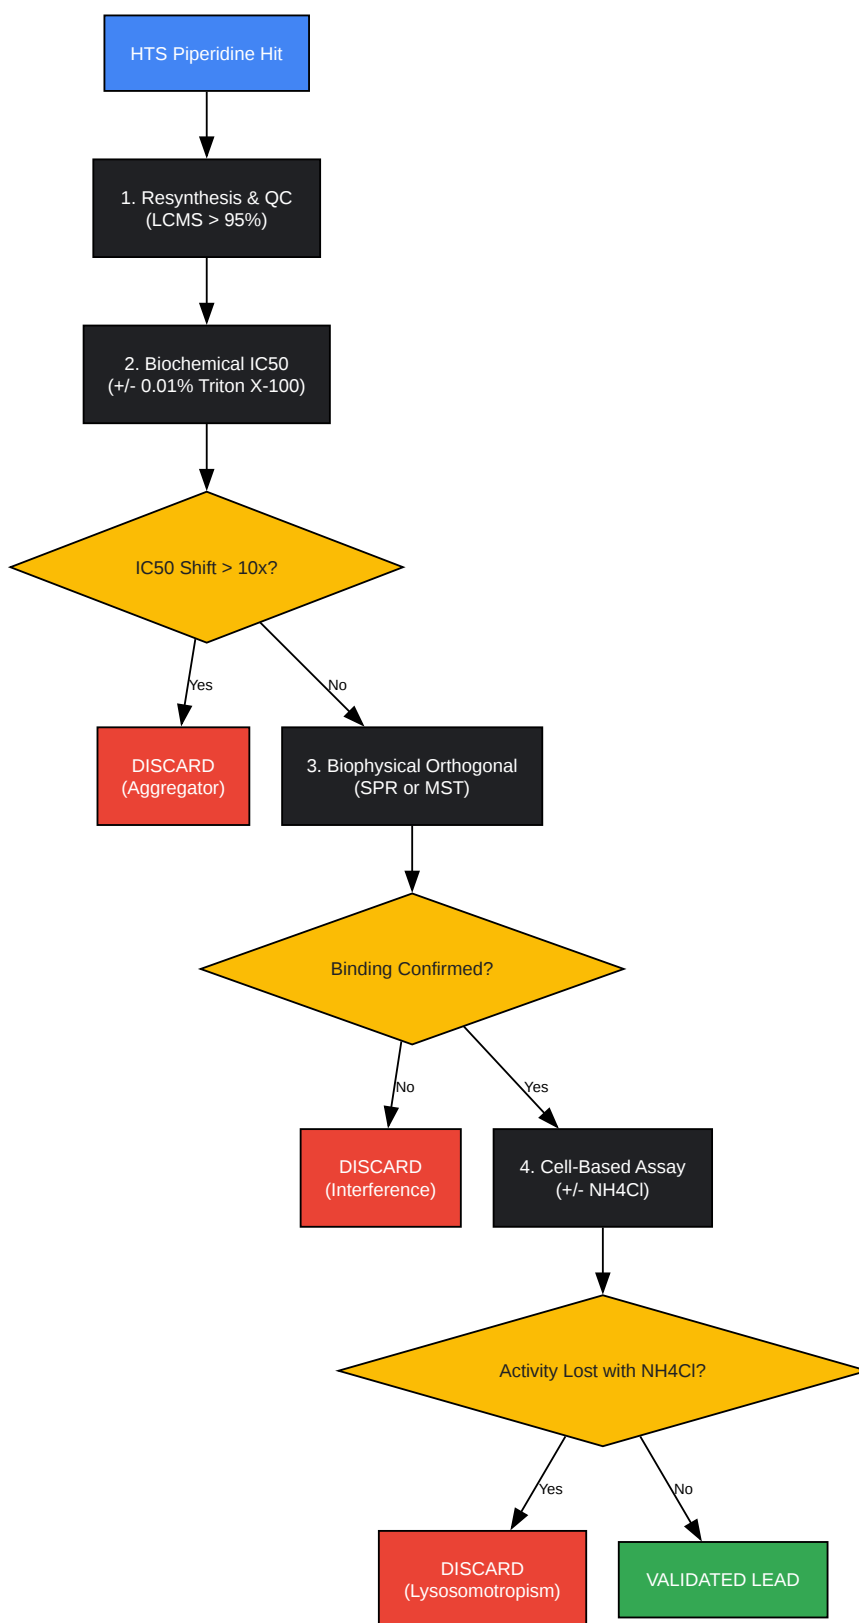 HTS Piperidine Hit
1. Resynthesis & QC
(LCMS > 95%)
2. Biochemical IC50
(+/- 0.01% Triton X-100)
IC50 Shift > 10x?
Yes
No
DISCARD
(Aggregator)
3. Biophysical Orthogonal
(SPR or MST)
Binding Confirmed?
No
Yes
DISCARD
(Interference)
4. Cell-Based Assay
(+/- NH4Cl)
Activity Lost with NH4Cl?
Yes
No
DISCARD
(Lysosomotropism)
VALIDATED LEAD